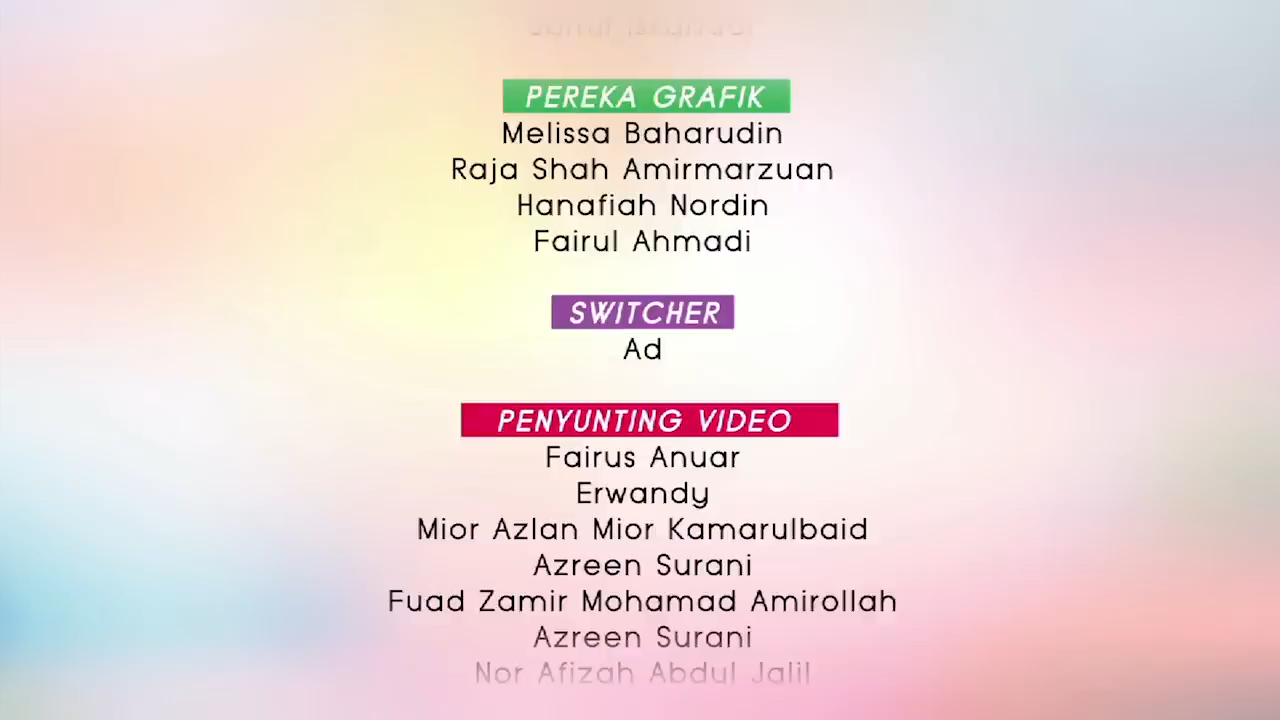 PEREKA GRAFIK
Melissa Baharudin
Raja Shah Amirmarzuan
Hanafiah Nordin
Fairul Ahmadi
SWITCHER
Ad
PENYUNTING VIDEO
Fairus Anuar
Erwandy
Mior Azlan Mior Kamarulbaid
Azreen Surani
Fuad Zamir Mohamad Amirollah
Azreen Surani
Nor Afizah Abdul Jalil